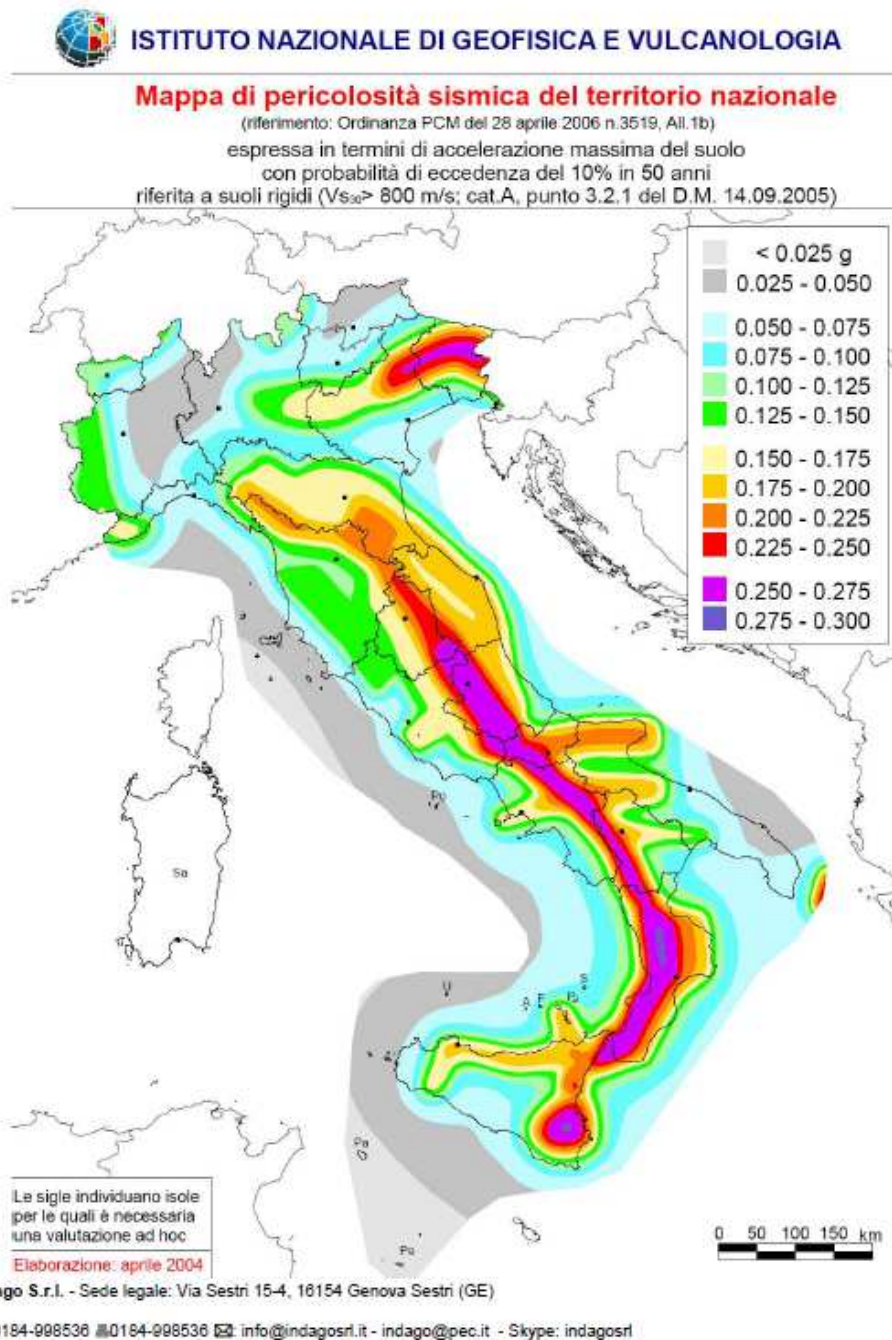 ISTITUTO NAZIONALE DI GEOFISICA E VULCANOLOGIA
Mappa di pericolosità sismica del territorio nazionale
(riferimento: Ordinanza PCM del 28 aprile 2006 n.3519, All.1b)
espressa in termini di accelerazione massima del suolo
con probabilità di eccedenza del 10% in 50 anni
riferita a suoli rigidi (Vs30> 800 m/s; cat.A, punto 3.2.1 del D.M. 14.09.2005)
< 0.025 g
0.025 - 0.050
0.050 - 0.075
0.075 - 0.100
0.100 - 0.125
0.125 - 0.150
0.150 - 0.175
0.175 - 0.200
0.200 - 0.225
0.225 - 0.250
0.250 - 0.275
0.275 - 0.300
Sa
U
A
S
Pa
Le sigle individuano isole
per le quali è necessaria
una valutazione ad hoc
Elaborazione: aprile 2004
0 50 100 150 km
ago S.r.l. - Sede legale: Via Sestri 15-4, 16154 Genova Sestri (GE)
0184-998536 0184-998536 : info@indagosrl.it - indago@pec.it - Skype: indagosrl